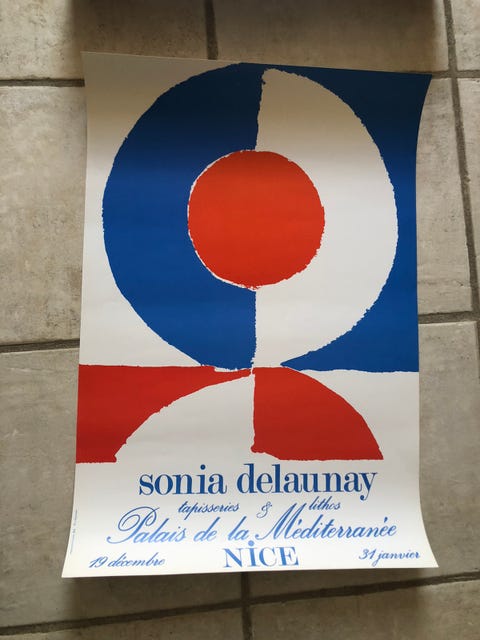 sonia delaunay
tapisseries & lithos
Palais de la Méditerranée
19 décembre NICE 31 janvier